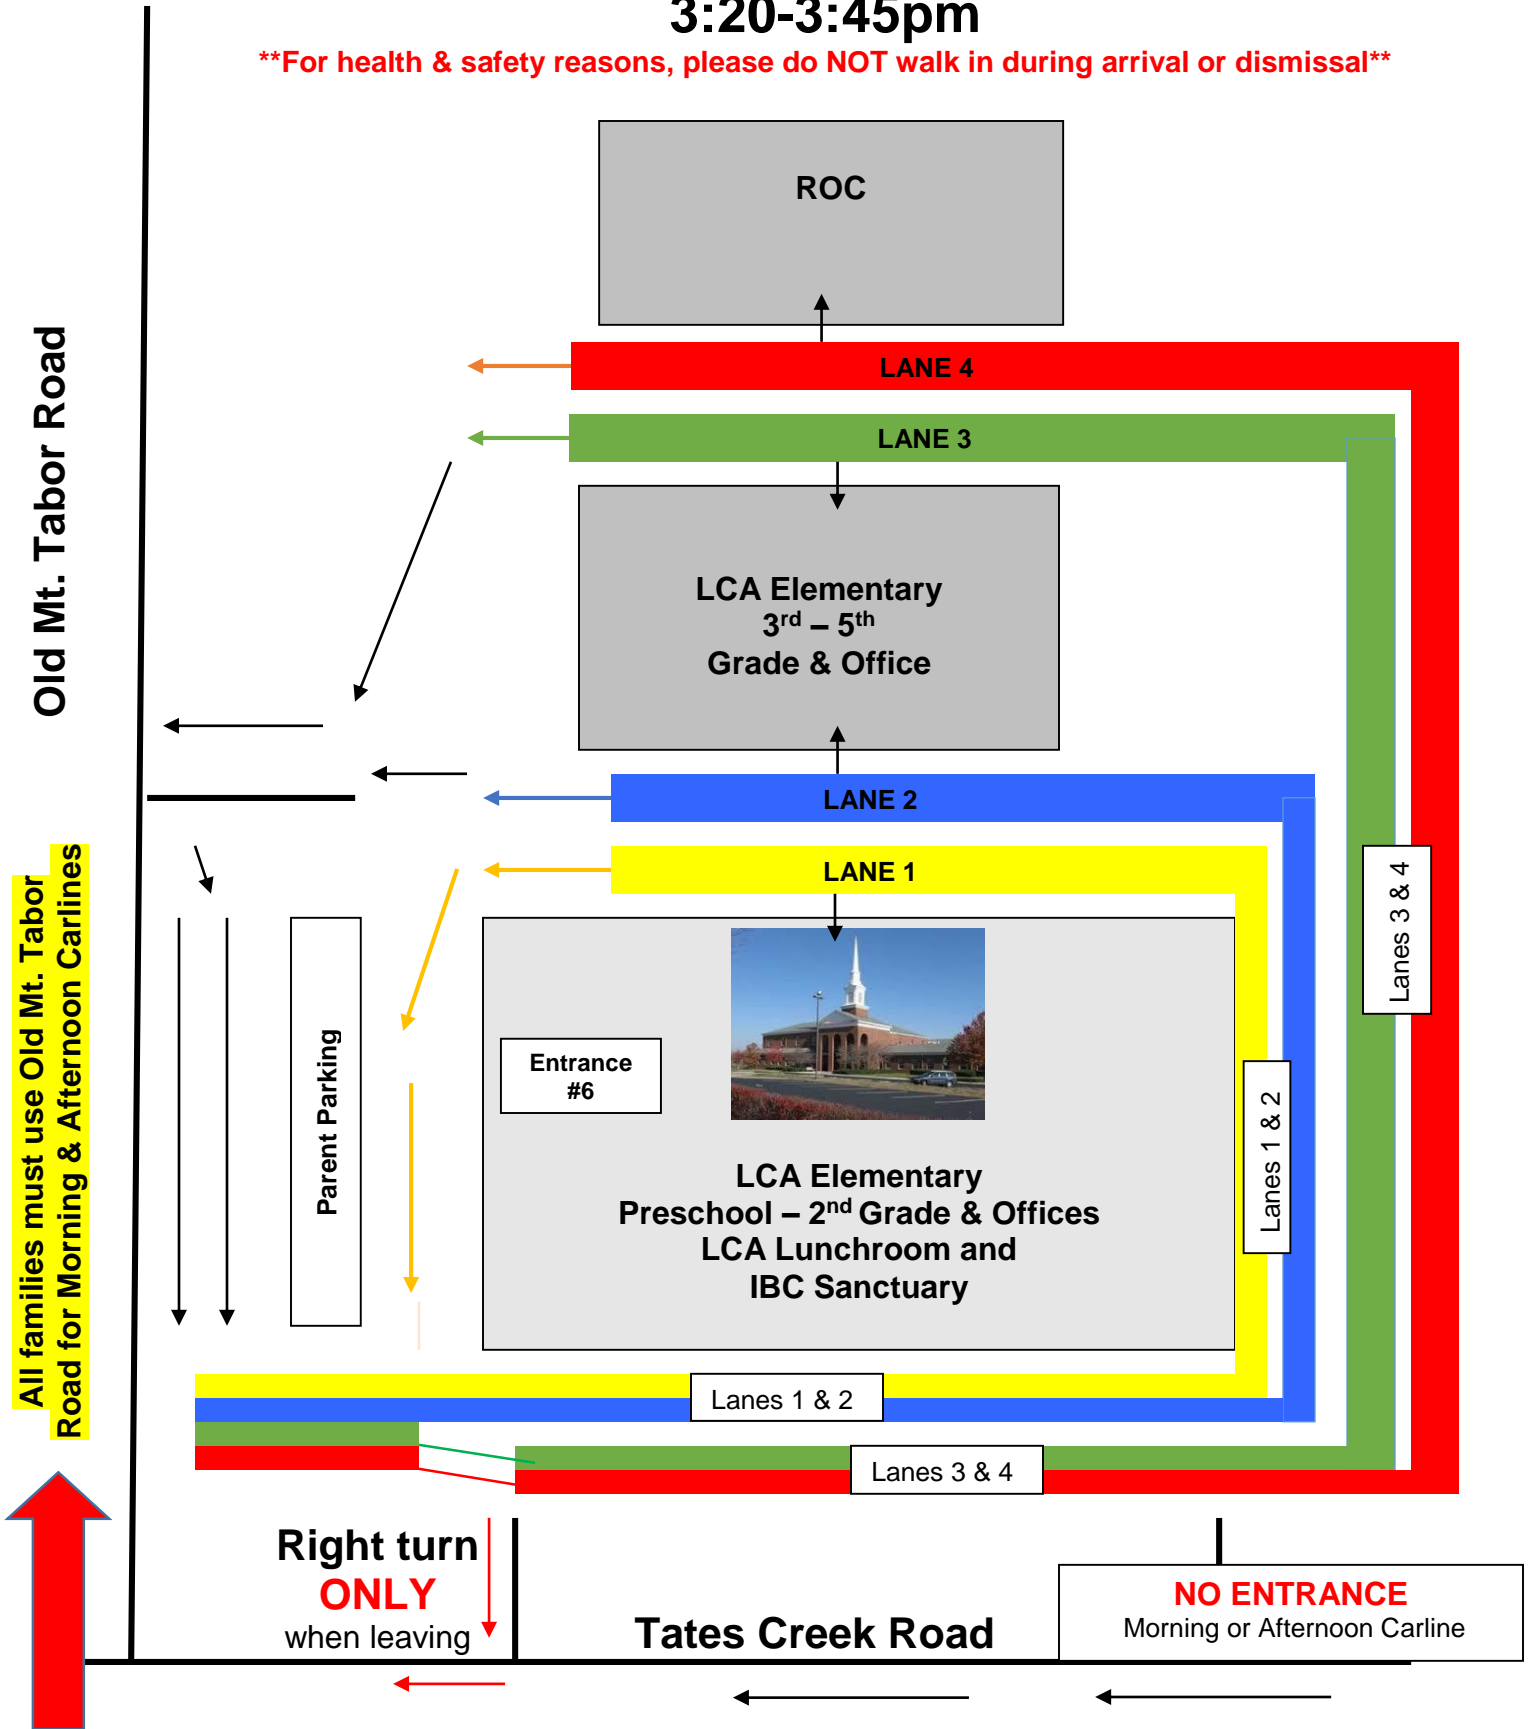 3:20-3:45pm
**For health & safety reasons, please do NOT walk in during arrival or dismissal**
ROC
LANE 4
LANE 3
Old Mt. Tabor Road
LCA Elementary
3rd – 5th
Grade & Office
LANE 2
LANE 1
All families must use Old Mt. Tabor
Road for Morning & Afternoon Carlines
Parent Parking
Entrance
#6
Lanes 3 & 4
Lanes 1 & 2
LCA Elementary
Preschool – 2nd Grade & Offices
LCA Lunchroom and
IBC Sanctuary
Lanes 1 & 2
Lanes 3 & 4
Right turn
ONLY
when leaving
Tates Creek Road
NO ENTRANCE
Morning or Afternoon Carline